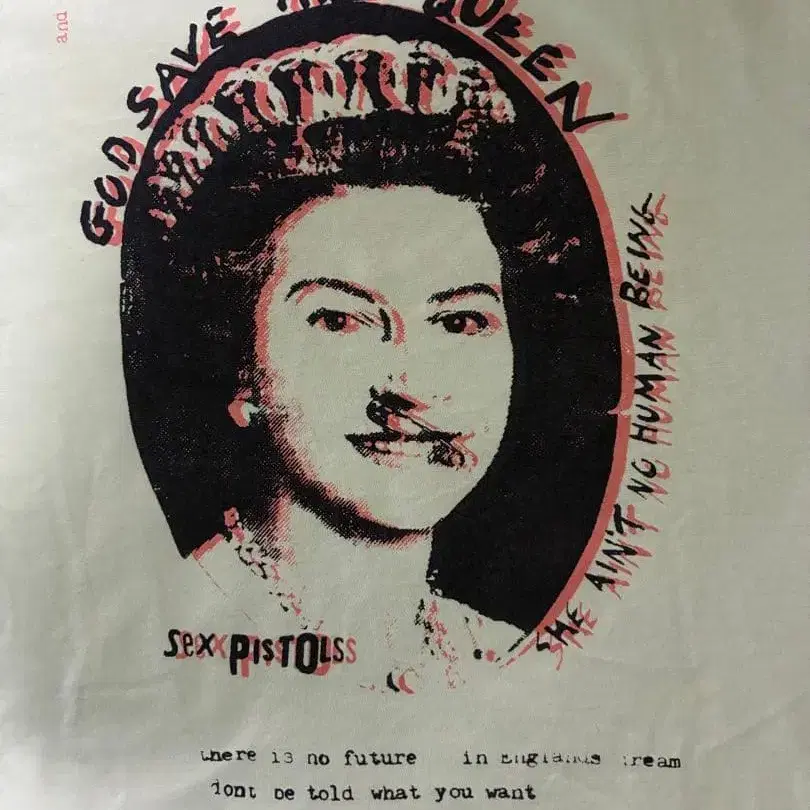 and
GOD SAVE THE QUEEN
SHE AIN'T NO HUMAN BEING
sex PISTOLS
there is no future in Englands dream
dont be told what you want